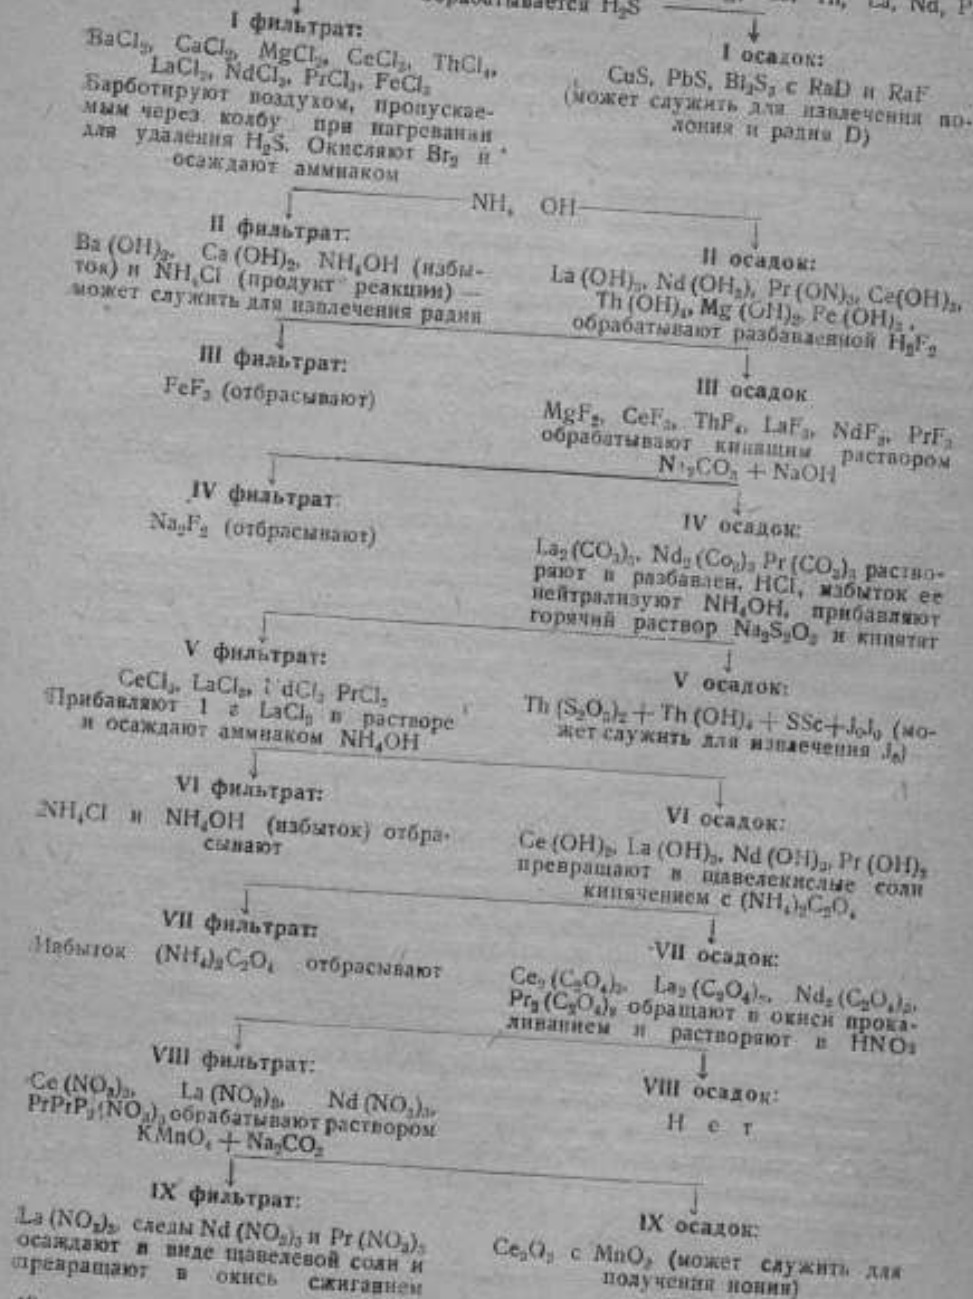 обрабатывается H₂S
La, Nd, P
I фильтрат:
BaCl₂, CaCl₂, MgCl₂, CeCl₃, ThCl₄,
LaCl₃, NdCl₃, PrCl₃, FeCl₃
Барботируют воздухом, пропускае-
мым через колбу при нагревании
для удаления H₂S. Окисляют Br₂ и
осаждают аммиаком
I осадок:
CuS, PbS, Bi₂S₃ с RaD и RaF
(может служить для извлечения по-
лония и радия D)
NH₄ OH
II фильтрат:
Ba (OH)₂, Ca (OH)₂, NH₄OH (избы-
ток) и NH₄Cl (продукт реакции) —
может служить для извлечения радия
II осадок:
La (OH)₃, Nd (OH₃), Pr (ON)₃, Ce(OH)₃,
Th (OH)₄, Mg (OH)₂, Fe (OH)₃,
обрабатывают разбавленной H₂F₂
III фильтрат:
FeF₃ (отбрасывают)
III осадок
MgF₂, CeF₃, ThF₄, LaF₃, NdF₃, PrF₃
обрабатывают кипящим раствором
Na₂CO₃ + NaOH
IV фильтрат:
Na₂F₂ (отбрасывают)
IV осадок:
La₂ (CO₃)₃, Nd₂ (Co₃)₃ Pr (CO₃)₃ раство-
ряют в разбавлен. HCl, избыток ее
нейтрализуют NH₄OH, прибавляют
горячий раствор Na₂S₂O₃ и кипятят
V фильтрат:
CeCl₃, LaCl₃, NdCl₃ PrCl₃
Прибавляют 1 г LaCl₃ в растворе
и осаждают аммиаком NH₄OH
V осадок:
Th (S₂O₃)₂ + Th (OH)₄ + SSc+J₀J₀ (мо-
жет служить для извлечения J₀)
VI фильтрат:
NH₄Cl и NH₄OH (избыток) отбра-
сывают
VI осадок:
Ce (OH)₃, La (OH)₃, Nd (OH)₃, Pr (OH)₃
превращают в щавелекислые соли
кипячением с (NH₄)₂C₂O₄
VII фильтрат:
Избыток (NH₄)₂C₂O₄ отбрасывают
VII осадок:
Ce₂ (C₂O₄)₃, La₂ (C₂O₄)₃, Nd₂ (C₂O₄)₃,
Pr₂ (C₂O₄)₃ обращают в окиси прока-
ливанием и растворяют в HNO₃
VIII фильтрат:
Ce (NO₃)₃, La (NO₃)₃, Nd (NO₃)₃,
PrPrP₃ (NO₃)₃ обрабатывают раствором
KMnO₄ + Na₂CO₃
VIII осадок:
Н е т
IX фильтрат:
La (NO₃)₃, следы Nd (NO₃)₃ и Pr (NO₃)₃
осаждают в виде щавелевой соли и
превращают в окись сжиганием
IX осадок:
Ce₂O₃ с MnO₂ (может служить для
получения иония)